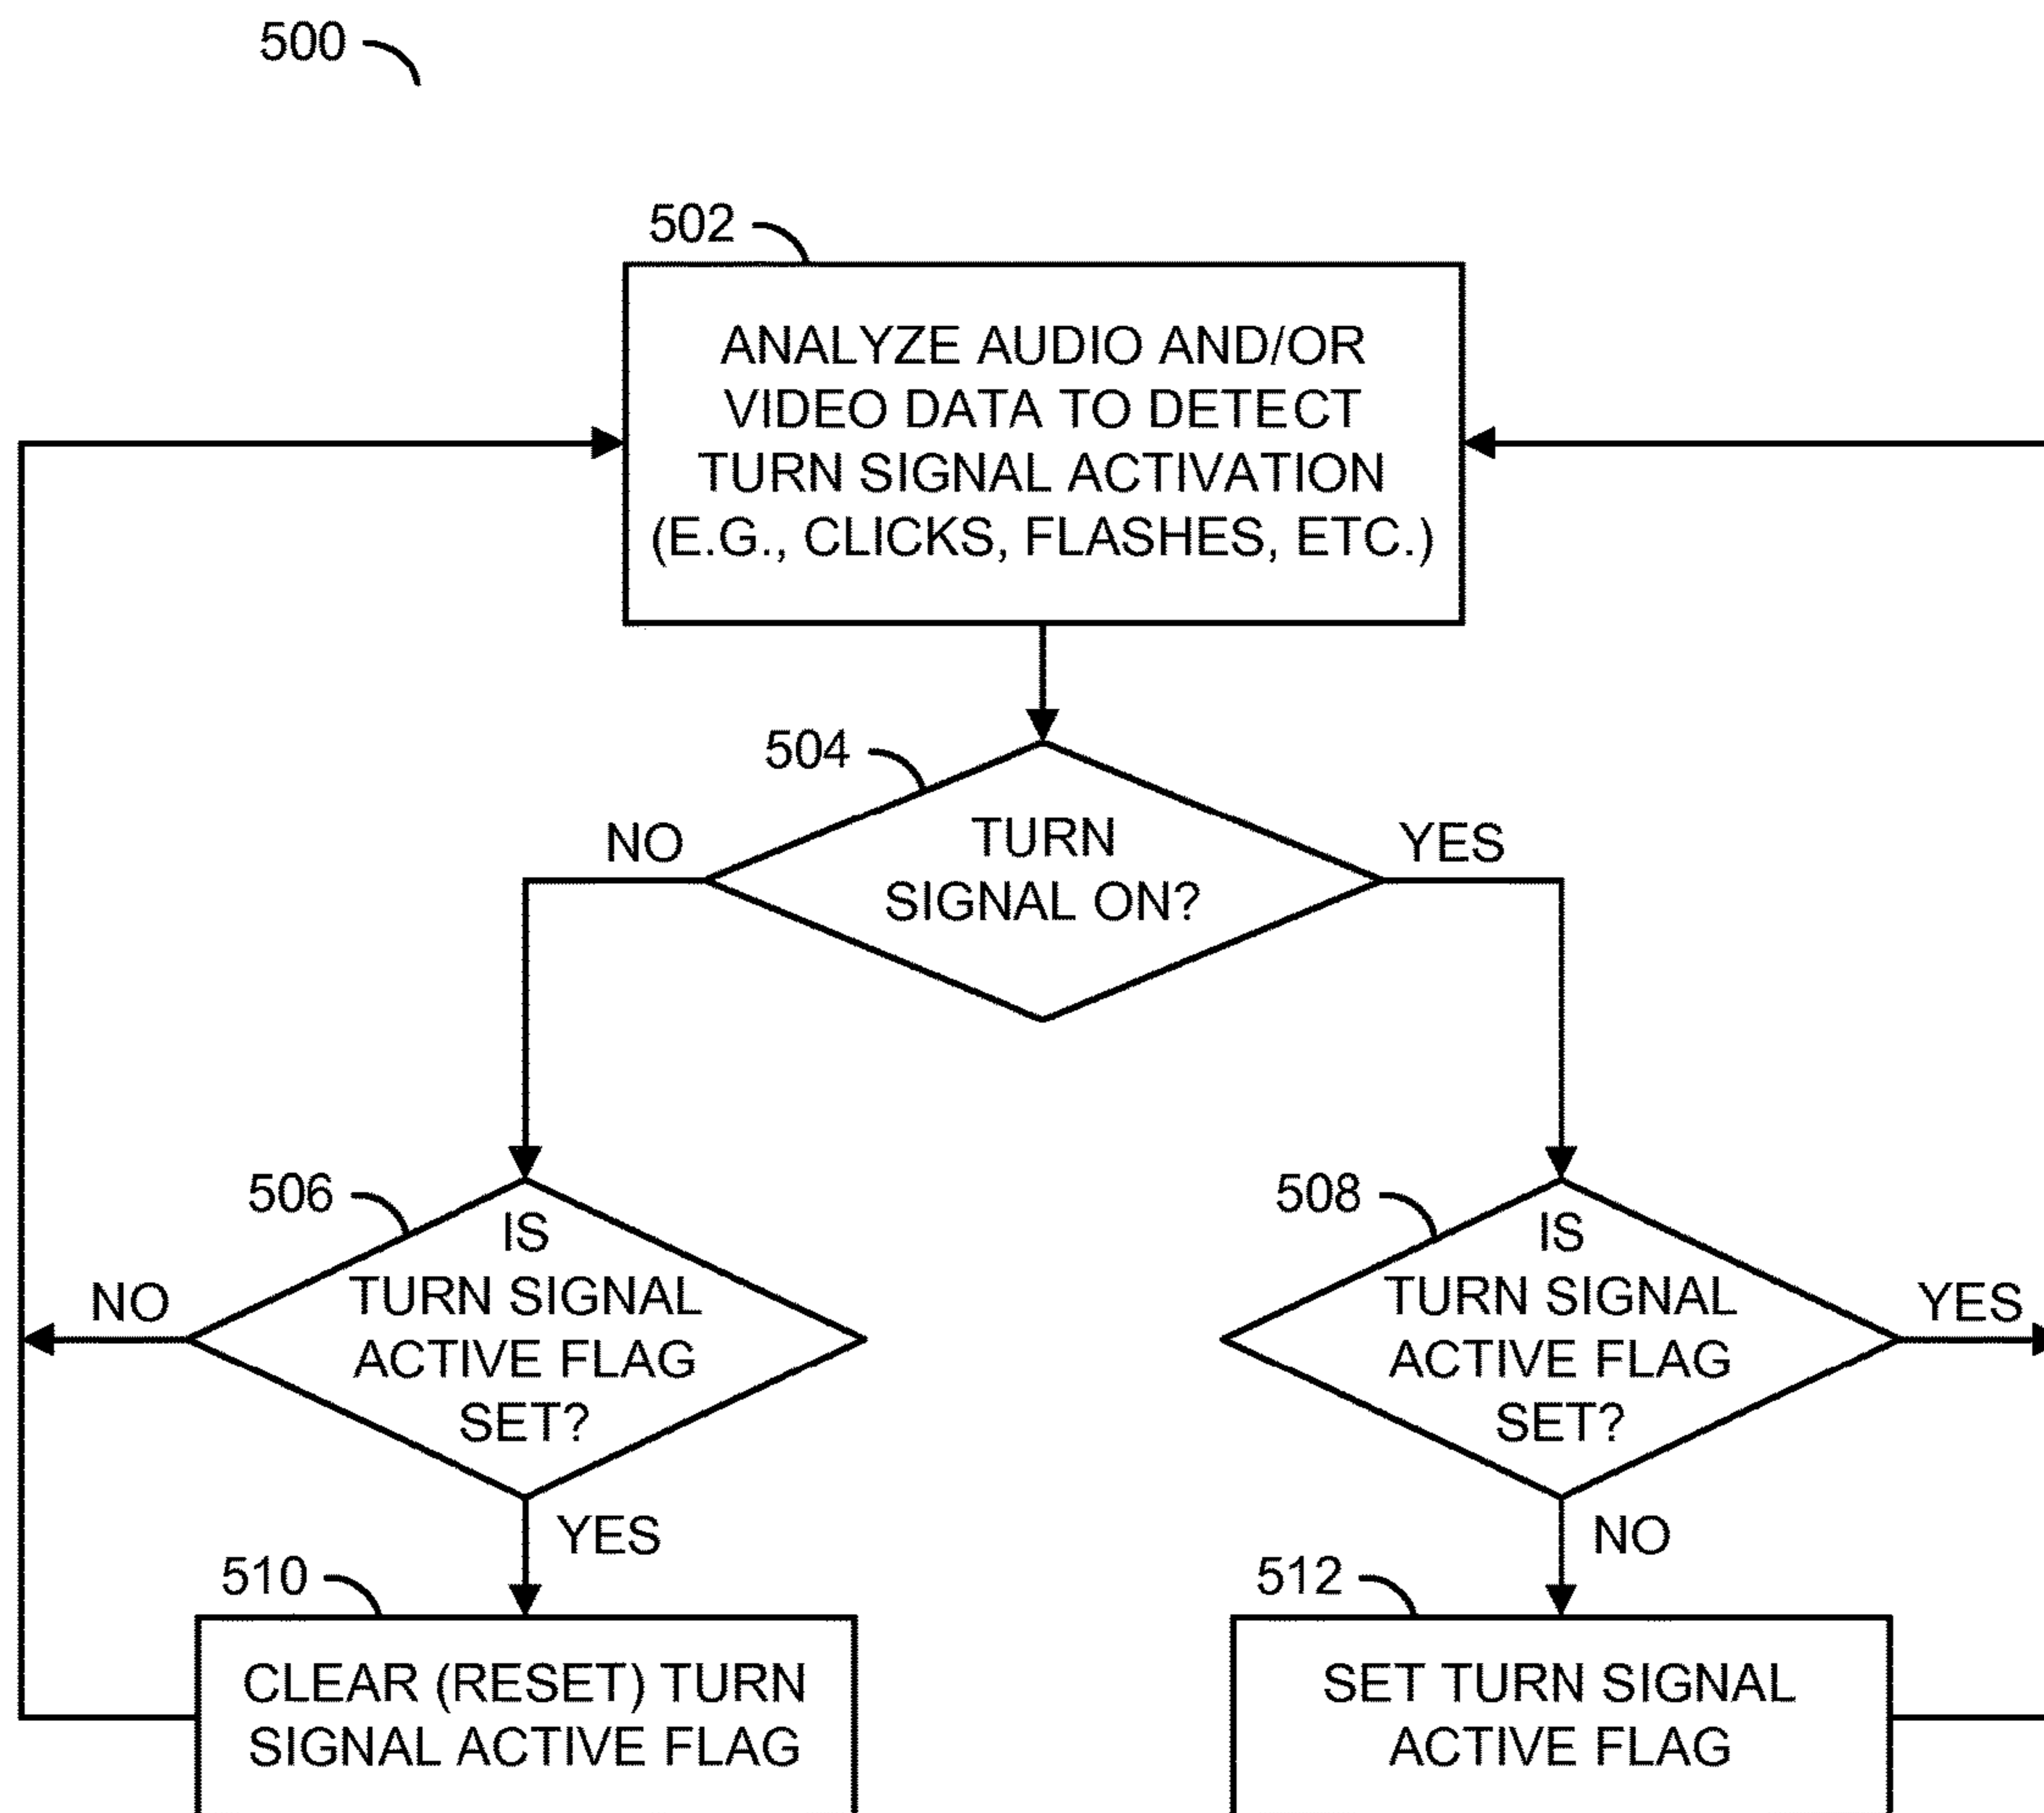 500
502
ANALYZE AUDIO AND/OR
VIDEO DATA TO DETECT
TURN SIGNAL ACTIVATION
(E.G., CLICKS, FLASHES, ETC.)
504
NO
TURN
SIGNAL ON?
YES
506
IS
TURN SIGNAL
ACTIVE FLAG
SET?
NO
YES
508
IS
TURN SIGNAL
ACTIVE FLAG
SET?
YES
NO
510
CLEAR (RESET) TURN
SIGNAL ACTIVE FLAG
512
SET TURN SIGNAL
ACTIVE FLAG